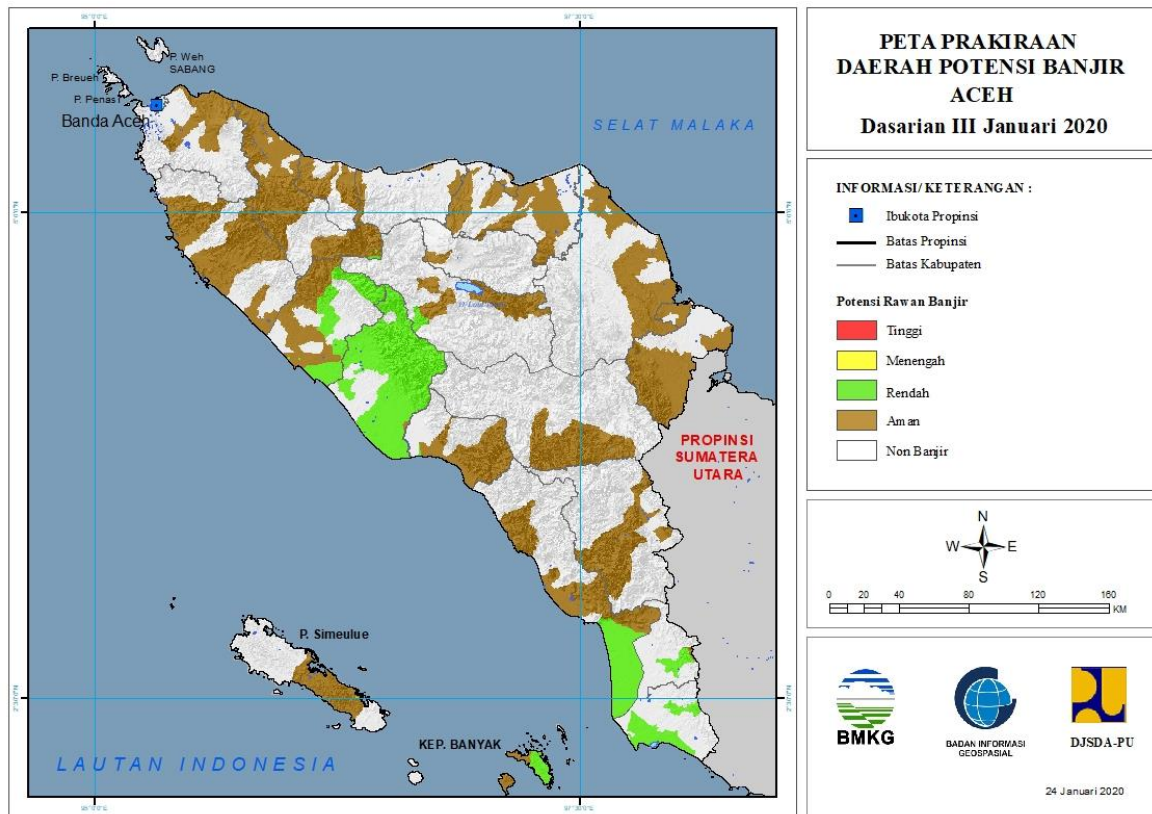 PETA PRAKIRAAN
DAERAH POTENSI BANJIR
ACEH
Dasarian III Januari 2020
INFORMASI/KETERANGAN :
Ibukota Propinsi
Batas Propinsi
Batas Kabupaten
Potensi Rawan Banjir
Tinggi
Menengah
Rendah
Aman
Non Banjir
N
W E
S
0 10 20 40 80 120 160
KM
BMKG
BADAN INFORMASI
GEOSPASIAL
DJSDA-PU
24 Januari 2020
P. Weh
SABANG
P. Breueh
P. Penasi
Banda Aceh
SELAT MALAKA
PROPINSI
SUMATERA
UTARA
P. Simeulue
KEP. BANYAK
LAUTAN INDONESIA